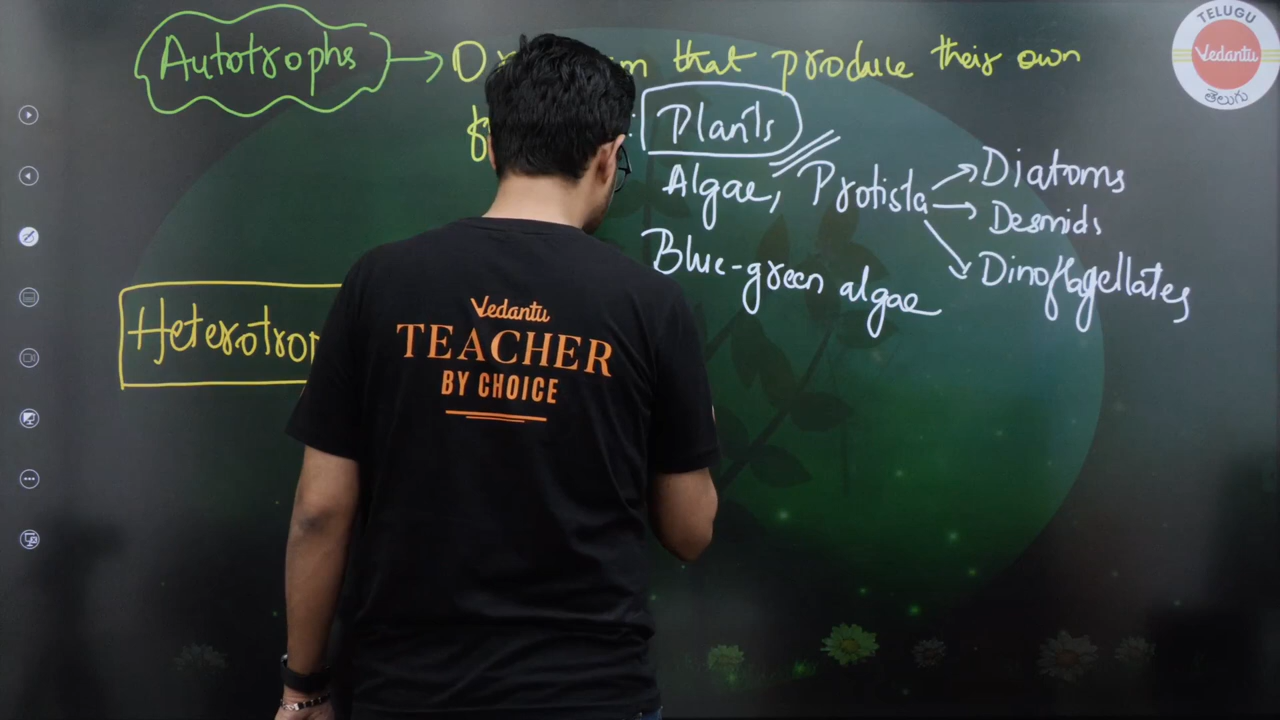 Autotrophs → that produce their own
Plants
Algae, Protista → Diatoms
→ Desmids
→ Dinoflagellates
Blue-green algae
Vedantu
TEACHER
BY CHOICE
TELUGU
Vedantu
తెలుగు